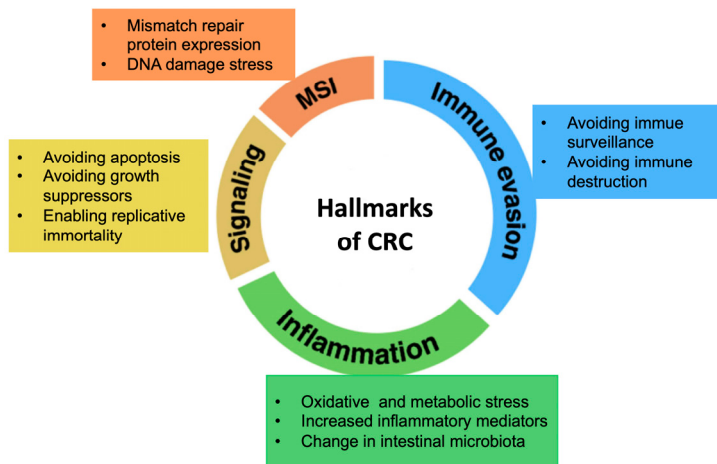 • Mismatch repair
protein expression
• DNA damage stress
MSI
Immune evasion
• Avoiding immue
surveillance
• Avoiding immune
destruction
• Avoiding apoptosis
• Avoiding growth
suppressors
• Enabling replicative
immortality
Signaling
Hallmarks
of CRC
Inflammation
• Oxidative and metabolic stress
• Increased inflammatory mediators
• Change in intestinal microbiota